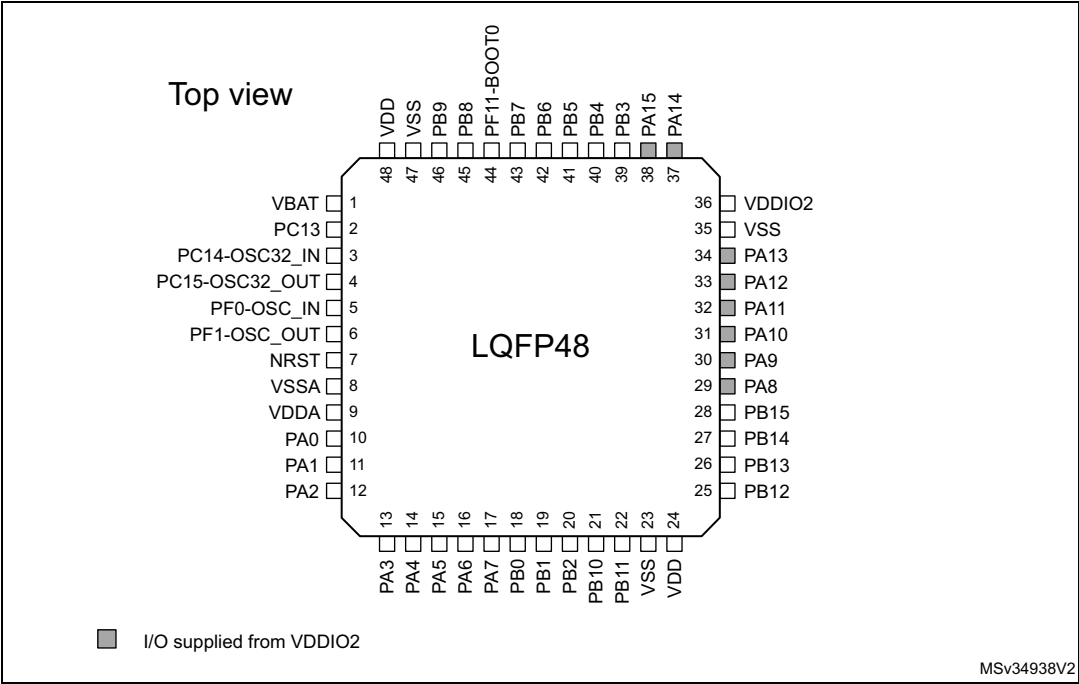 Top view
48 VDD
47 VSS
46 PB9
45 PB8
44 PF11-BOOT0
43 PB7
42 PB6
41 PB5
40 PB4
39 PB3
38 PA15
37 PA14
VBAT 1
PC13 2
PC14-OSC32_IN 3
PC15-OSC32_OUT 4
PF0-OSC_IN 5
PF1-OSC_OUT 6
NRST 7
VSSA 8
VDDA 9
PA0 10
PA1 11
PA2 12
LQFP48
36 VDDIO2
35 VSS
34 PA13
33 PA12
32 PA11
31 PA10
30 PA9
29 PA8
28 PB15
27 PB14
26 PB13
25 PB12
PA3 13
PA4 14
PA5 15
PA6 16
PA7 17
PB0 18
PB1 19
PB2 20
PB10 21
PB11 22
VSS 23
VDD 24
I/O supplied from VDDIO2
MSv34938V2